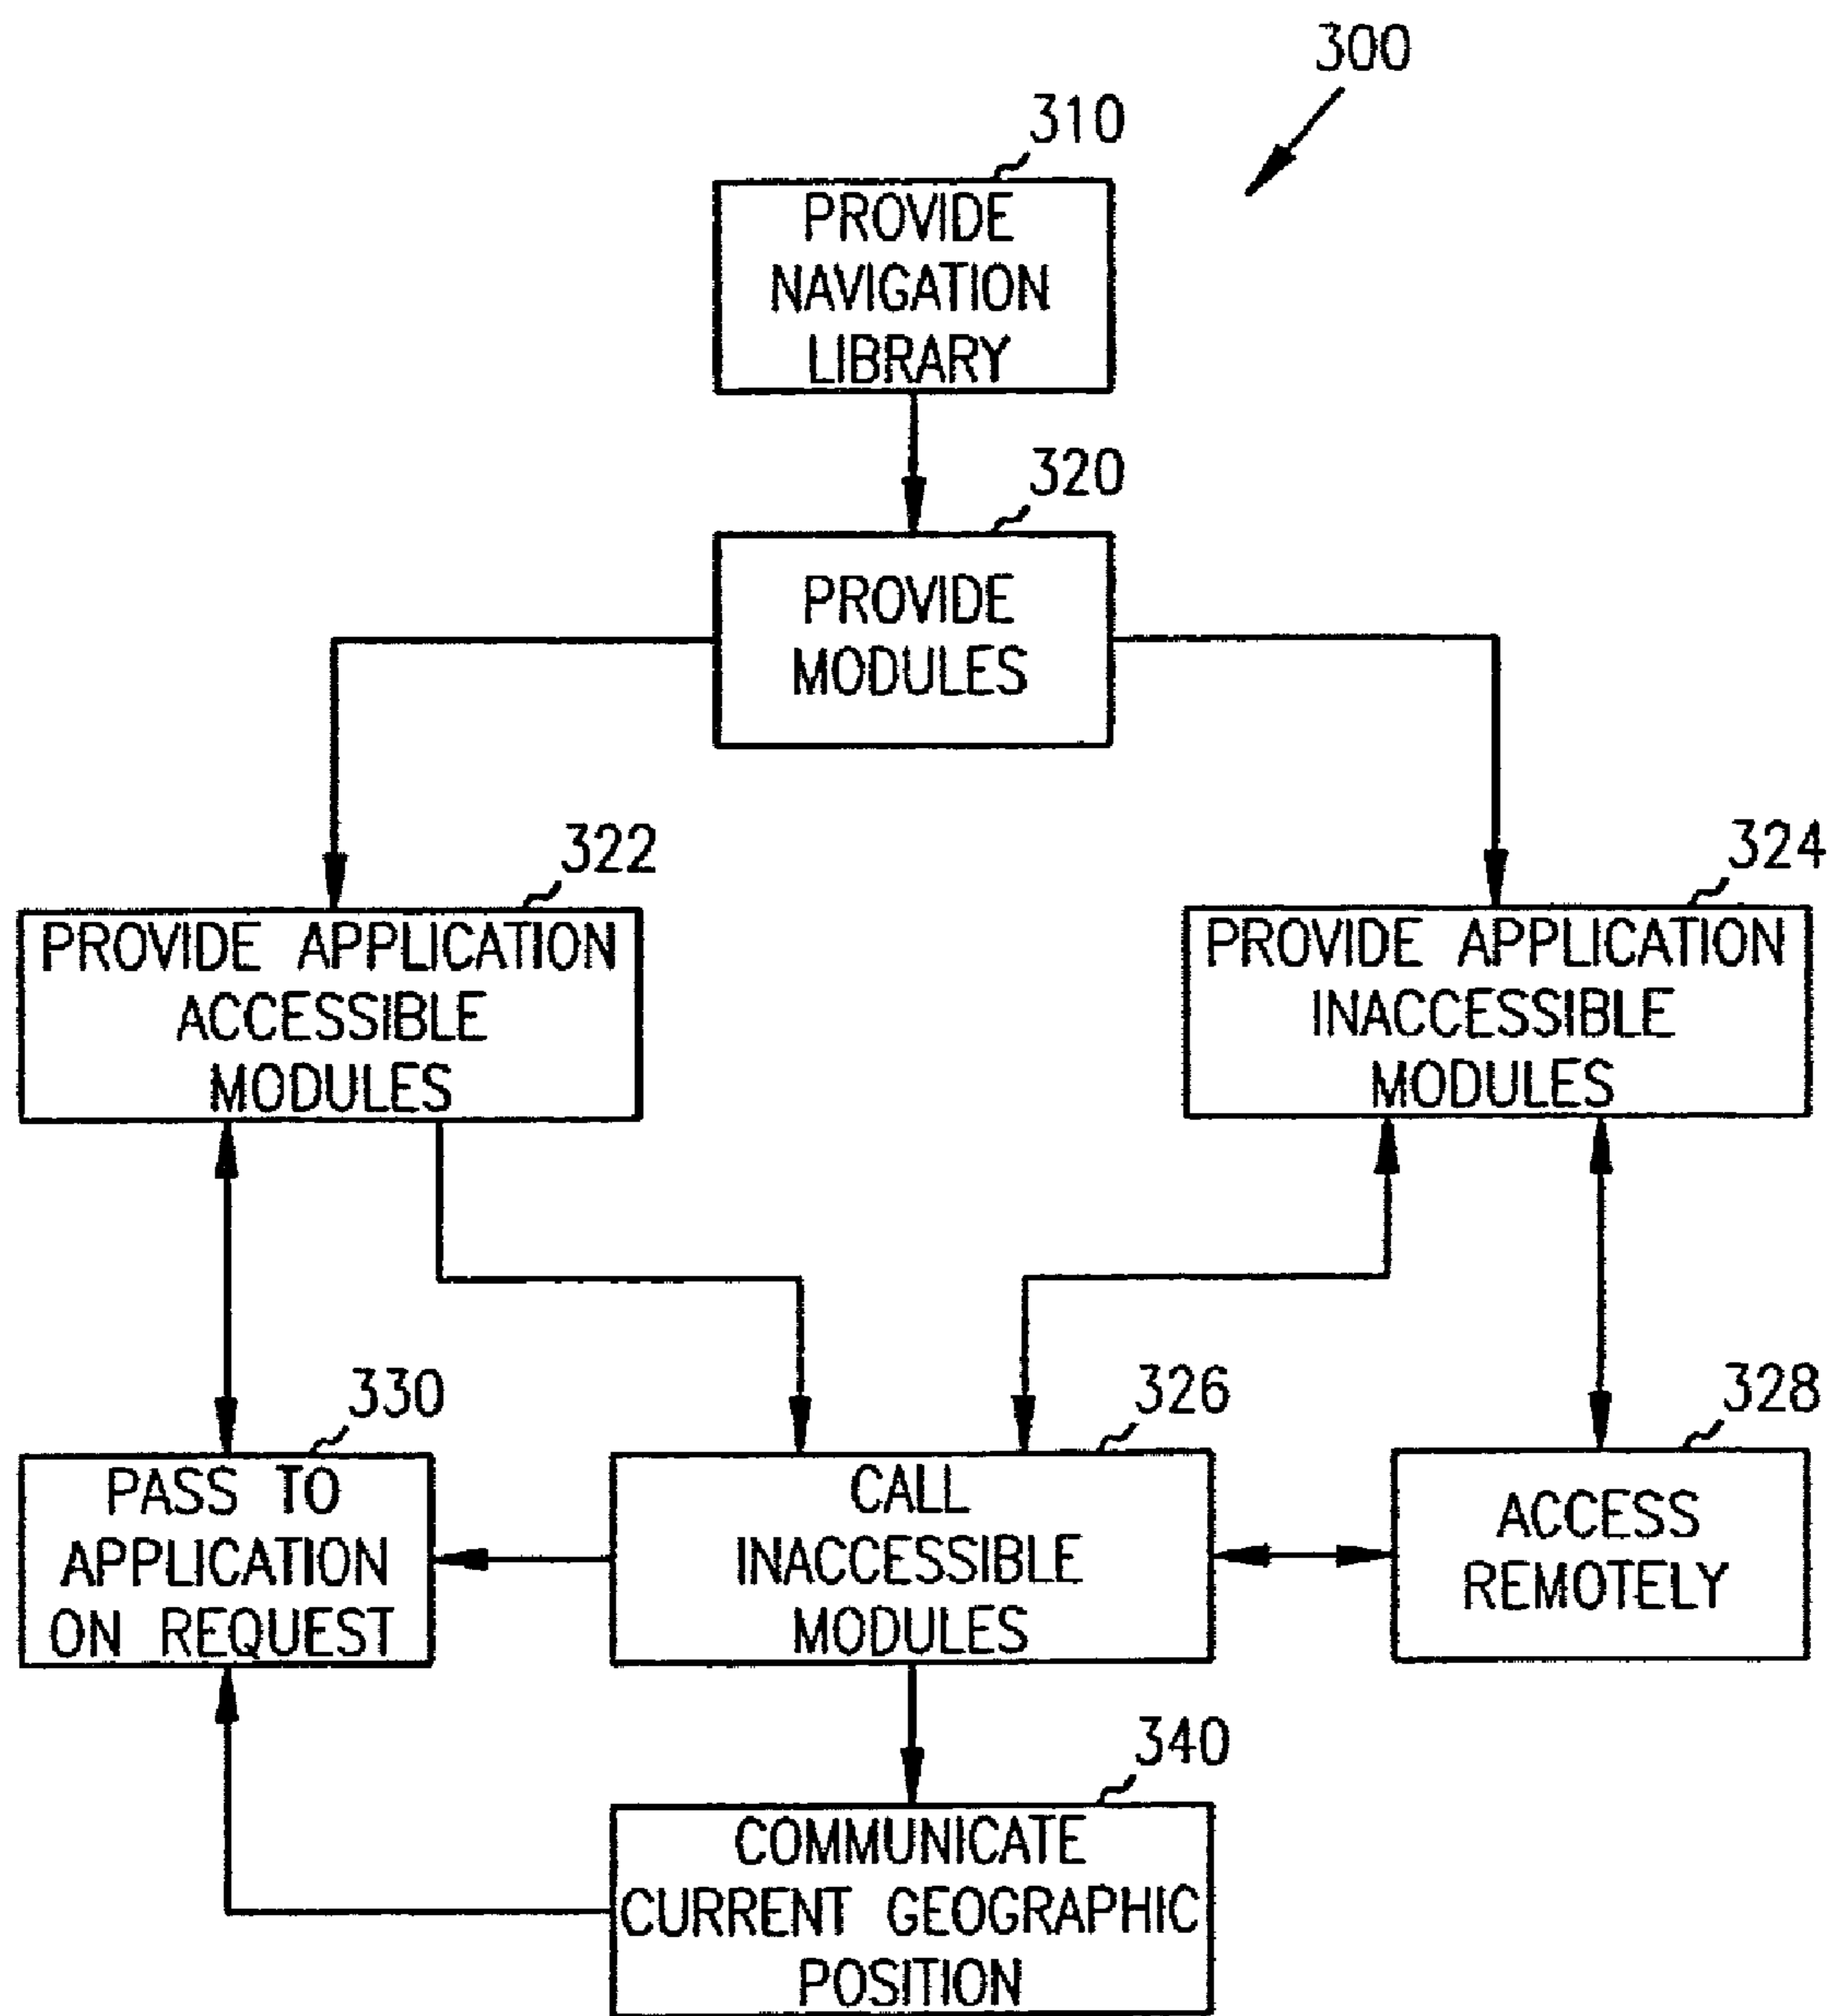 300
310
PROVIDE
NAVIGATION
LIBRARY
320
PROVIDE
MODULES
322
PROVIDE APPLICATION
ACCESSIBLE
MODULES
324
PROVIDE APPLICATION
INACCESSIBLE
MODULES
330
PASS TO
APPLICATION
ON REQUEST
326
CALL
INACCESSIBLE
MODULES
328
ACCESS
REMOTELY
340
COMMUNICATE
CURRENT GEOGRAPHIC
POSITION